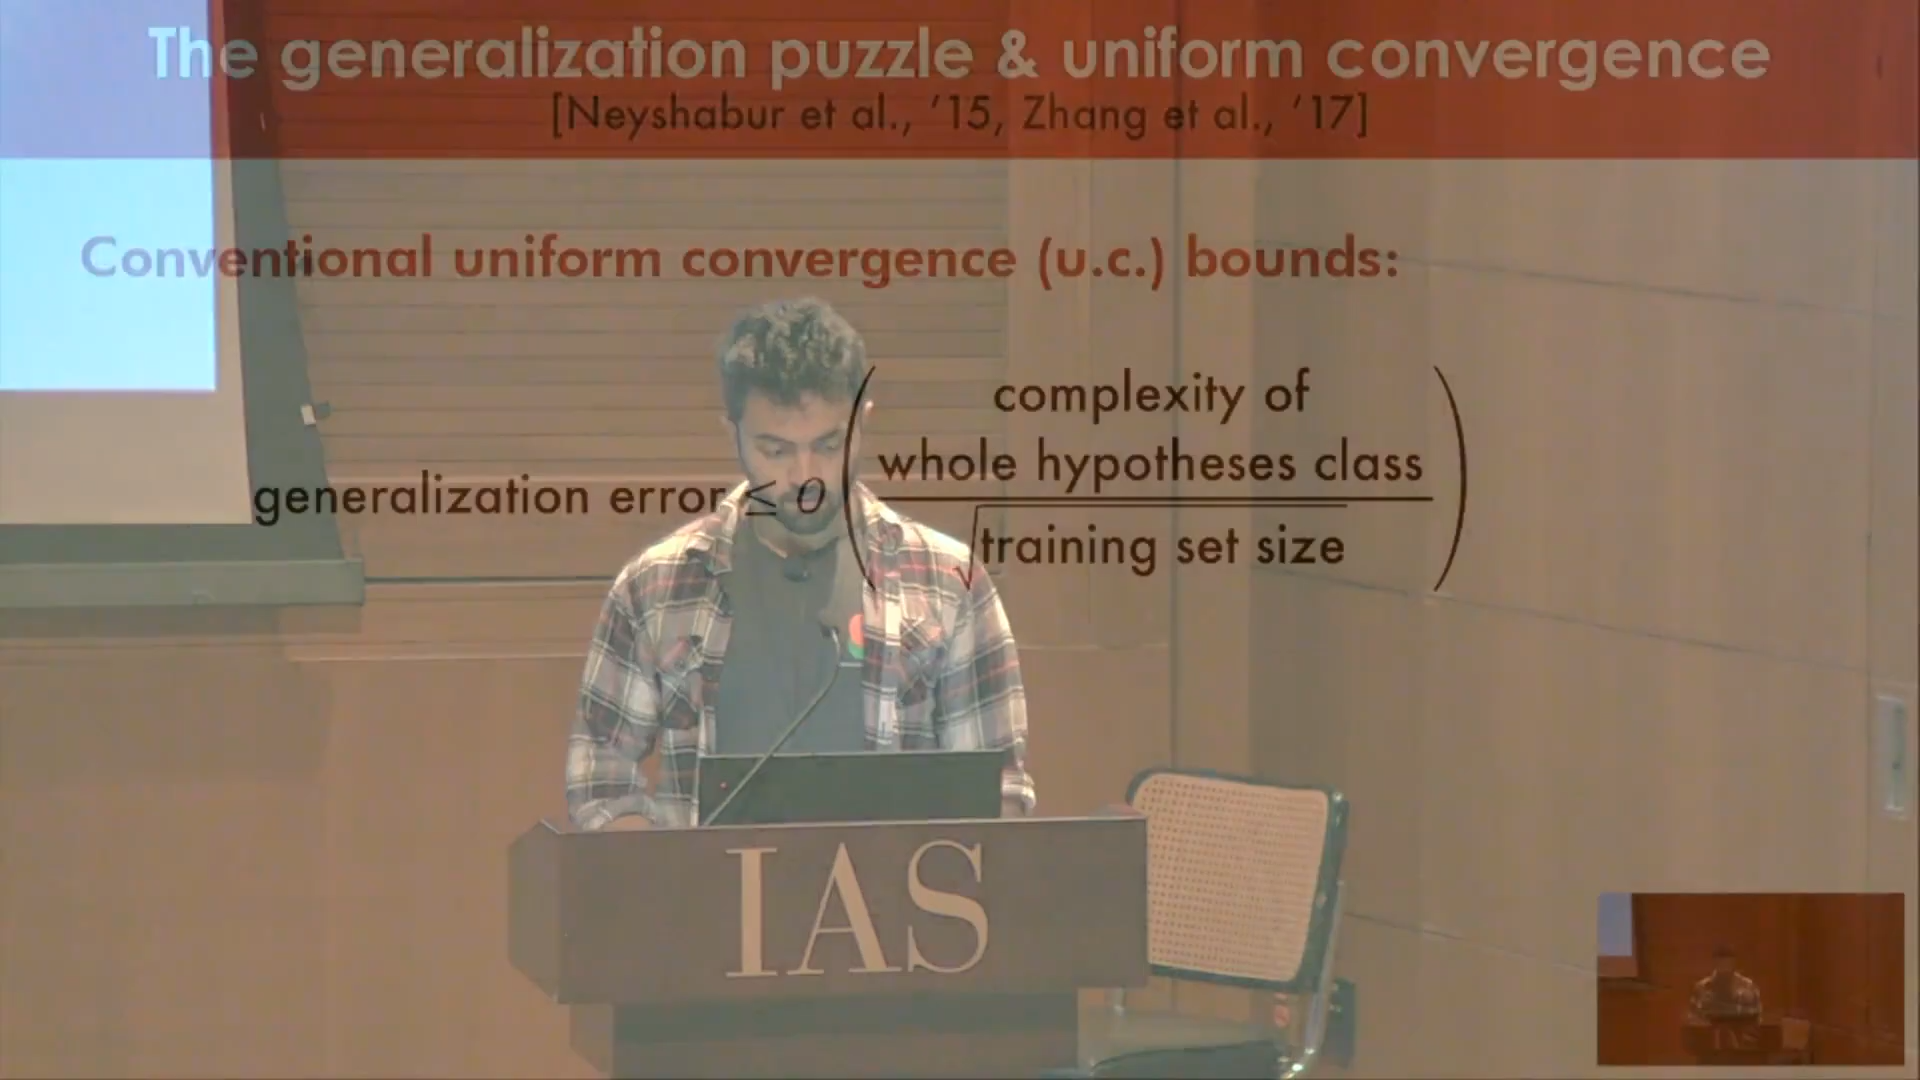 The generalization puzzle & uniform convergence
[Neyshabur et al., '15, Zhang et al., '17]
Conventional uniform convergence (u.c.) bounds:
complexity of
whole hypotheses class
generalization error ≤ O
√training set size
IAS
IAS